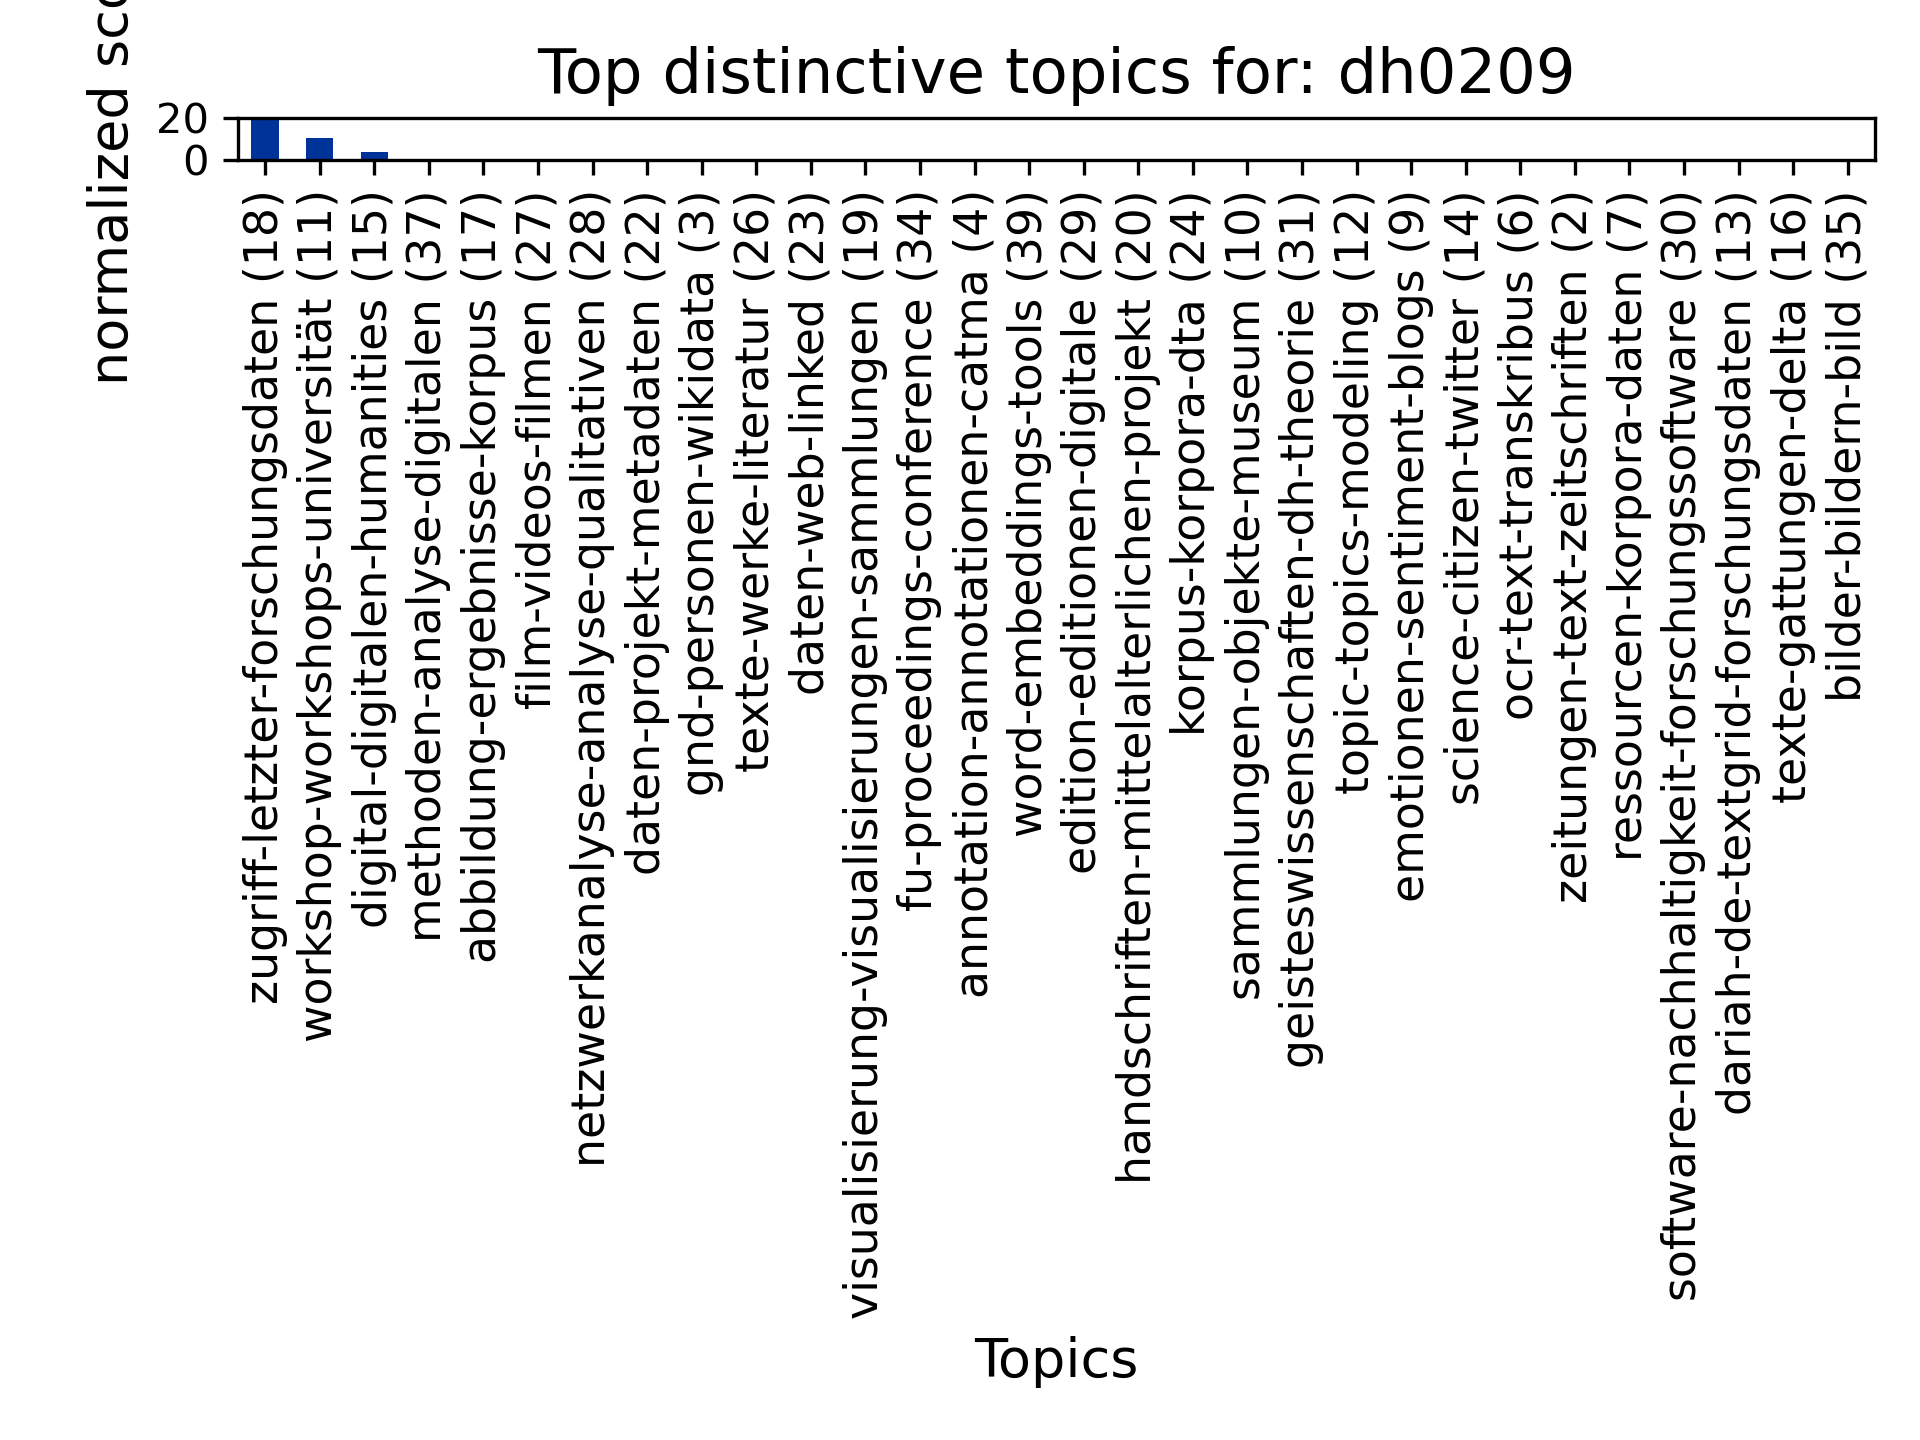 Top distinctive topics for: dh0209
normalized
20
0
zugriff-letzter-forschungsdaten (18)
workshop-workshops-universität (11)
digital-digitalen-humanities (15)
methoden-analyse-digitalen (37)
abbildung-ergebnisse-korpus (17)
film-videos-filmen (27)
netzwerkanalyse-analyse-qualitativen (28)
daten-projekt-metadaten (22)
gnd-personen-wikidata (3)
texte-werke-literatur (26)
daten-web-linked (23)
visualisierung-visualisierungen-sammlungen (19)
fu-proceedings-conference (34)
annotation-annotationen-catma (4)
word-embeddings-tools (39)
edition-editionen-digitale (29)
handschriften-mittelalterlichen-projekt (20)
korpus-korpora-dta (24)
sammlungen-objekte-museum (10)
geisteswissenschaften-dh-theorie (31)
topic-topics-modeling (12)
emotionen-sentiment-blogs (9)
science-citizen-twitter (14)
ocr-text-transkribus (6)
zeitungen-text-zeitschriften (2)
ressourcen-korpora-daten (7)
software-nachhaltigkeit-forschungssoftware (30)
dariah-de-textgrid-forschungsdaten (13)
texte-gattungen-delta (16)
bilder-bildern-bild (35)
Topics